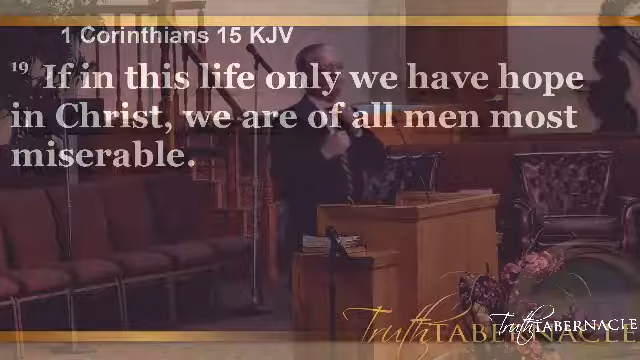 1 Corinthians 15 KJV
19 If in this life only we have hope
in Christ, we are of all men most
miserable.
Truth TABERNACLE
Truth TABERNACLE